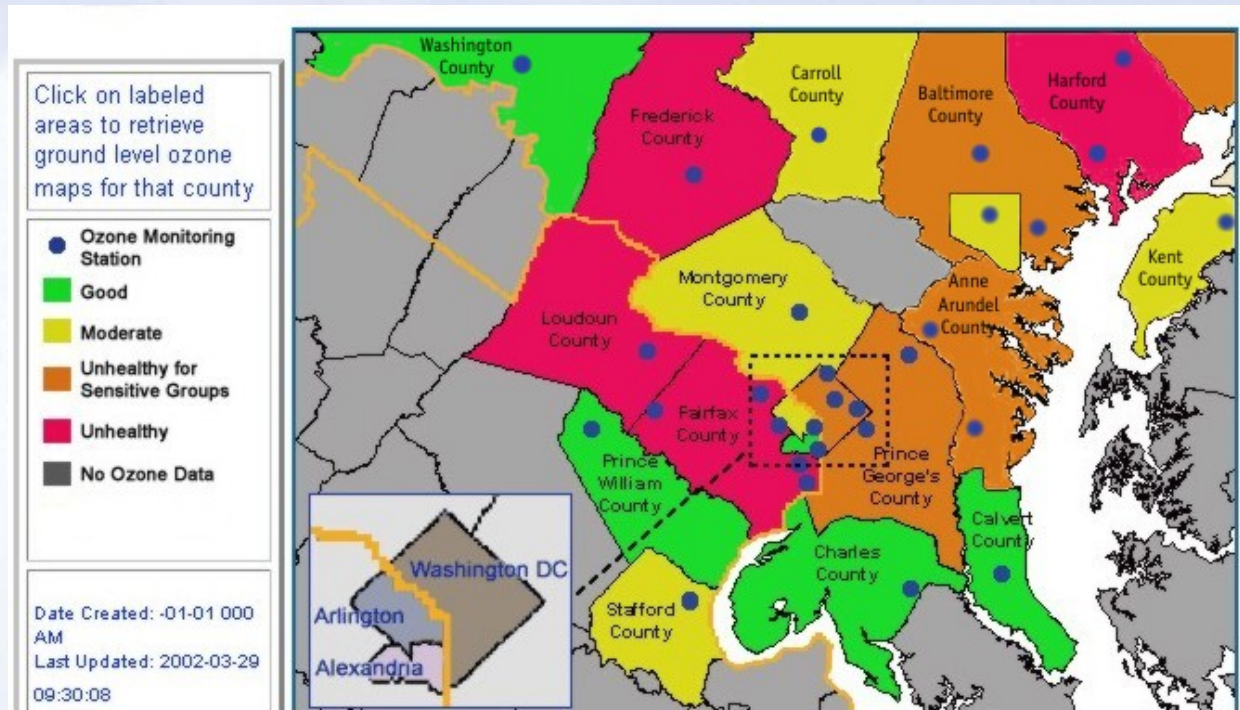 Click on labeled
areas to retrieve
ground level ozone
maps for that county
Ozone Monitoring
Station
Good
Moderate
Unhealthy for
Sensitive Groups
Unhealthy
No Ozone Data
Date Created: -01-01 000
AM
Last Updated: 2002-03-29
09:30:08
Washington
County
Frederick
County
Carroll
County
Baltimore
County
Harford
County
Kent
County
Montgomery
County
Anne
Arundel
County
Loudoun
County
Fairfax
County
Prince
George's
County
Prince
William
County
Calvert
County
Charles
County
Stafford
County
Washington DC
Arlington
Alexandria